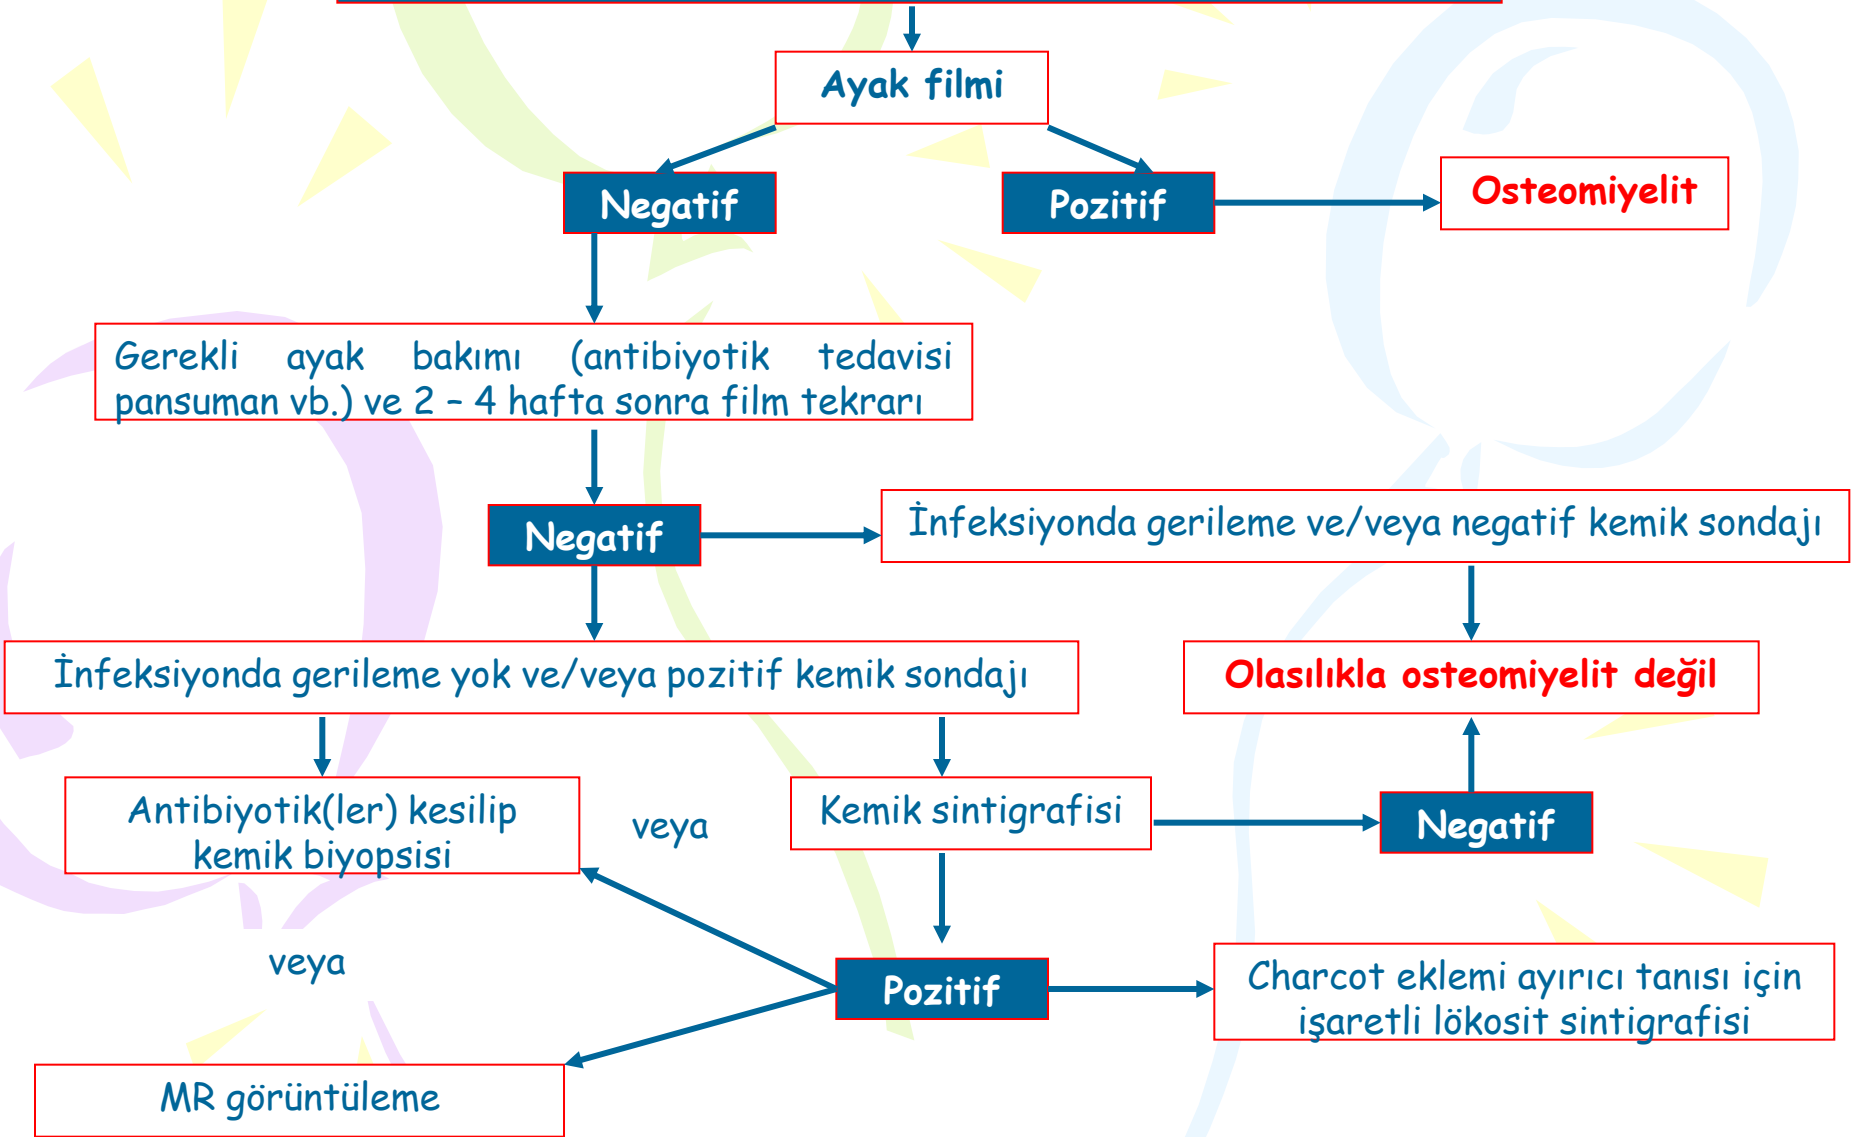 Ayak filmi
Negatif
Pozitif
Osteomiyelit
Gerekli ayak bakımı (antibiyotik tedavisi
pansuman vb.) ve 2 – 4 hafta sonra film tekrarı
Negatif
İnfeksiyonda gerileme ve/veya negatif kemik sondajı
İnfeksiyonda gerileme yok ve/veya pozitif kemik sondajı
Olasılıkla osteomiyelit değil
Antibiyotik(ler) kesilip
kemik biyopsisi
veya
Kemik sintigrafisi
Negatif
veya
Pozitif
Charcot eklemi ayırıcı tanısı için
işaretli lökosit sintigrafisi
MR görüntüleme